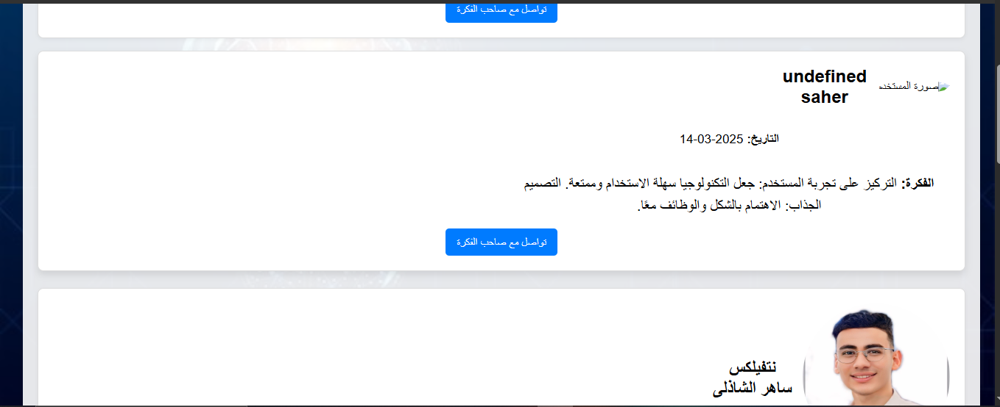 تواصل مع صاحب الفكرة
صورة المستخدم
undefined
saher
التاريخ: 2025-03-14
الفكرة: التركيز على تجربة المستخدم: جعل التكنولوجيا سهلة الاستخدام وممتعة. التصميم
الجذاب: الاهتمام بالشكل والوظائف معًا.
تواصل مع صاحب الفكرة
نتفيلكس
ساهر الشاذلى